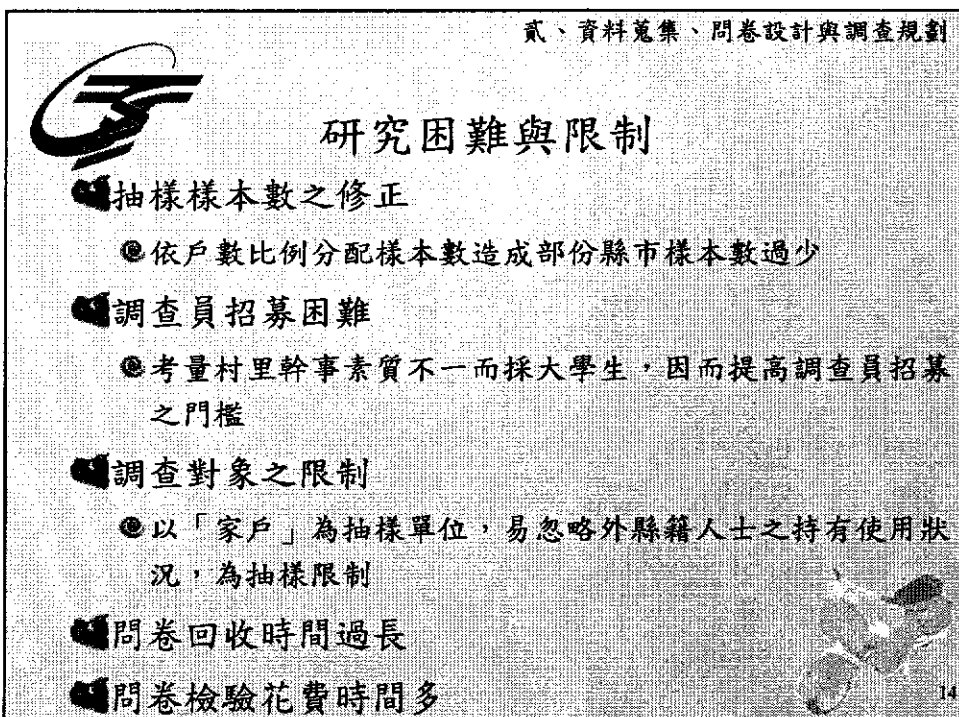 貳、資料蒐集、問卷設計與調查規劃
研究困難與限制
抽樣樣本數之修正
依戶數比例分配樣本數造成部份縣市樣本數過少
調查員招募困難
考量村里幹事素質不一而採大學生，因而提高調查員招募
之門檻
調查對象之限制
以「家戶」為抽樣單位，易忽略外縣籍人士之持有使用狀
況，為抽樣限制
問卷回收時間過長
問卷檢驗花費時間多
14